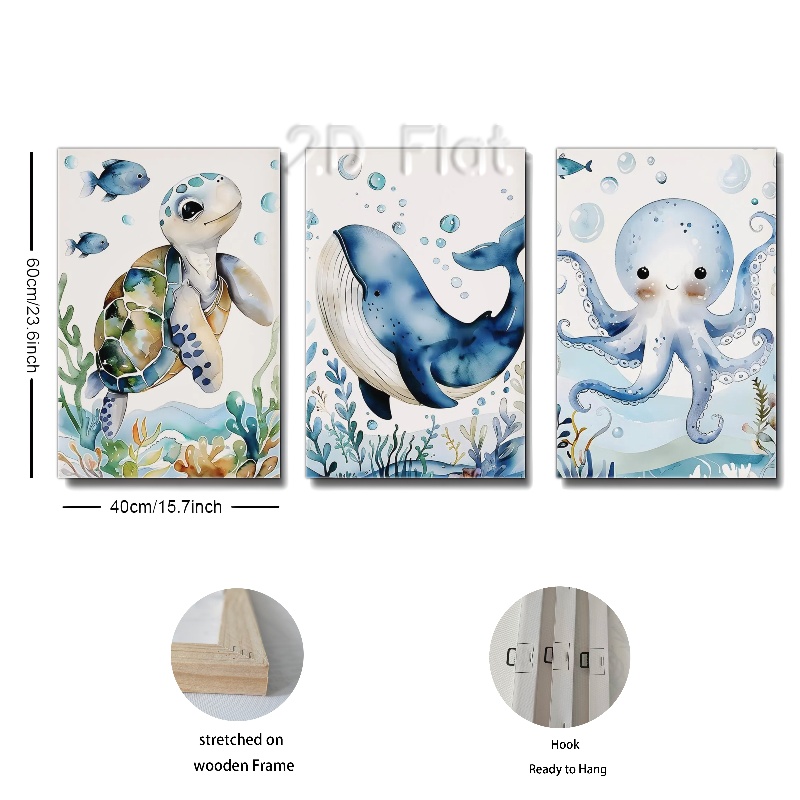 2D Flat
60cm/23.6inch
40cm/15.7inch
stretched on
wooden Frame
Hook
Ready to Hang